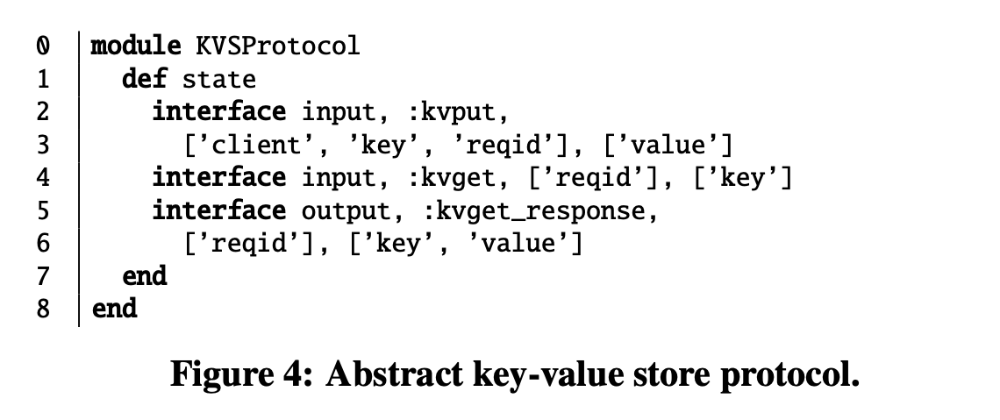 0 module KVSProtocol
1   def state
2     interface input, :kvput,
3       [’client’, ’key’, ’reqid’], [’value’]
4     interface input, :kvget, [’reqid’], [’key’]
5     interface output, :kvget_response,
6       [’reqid’], [’key’, ’value’]
7   end
8 end
Figure 4: Abstract key-value store protocol.